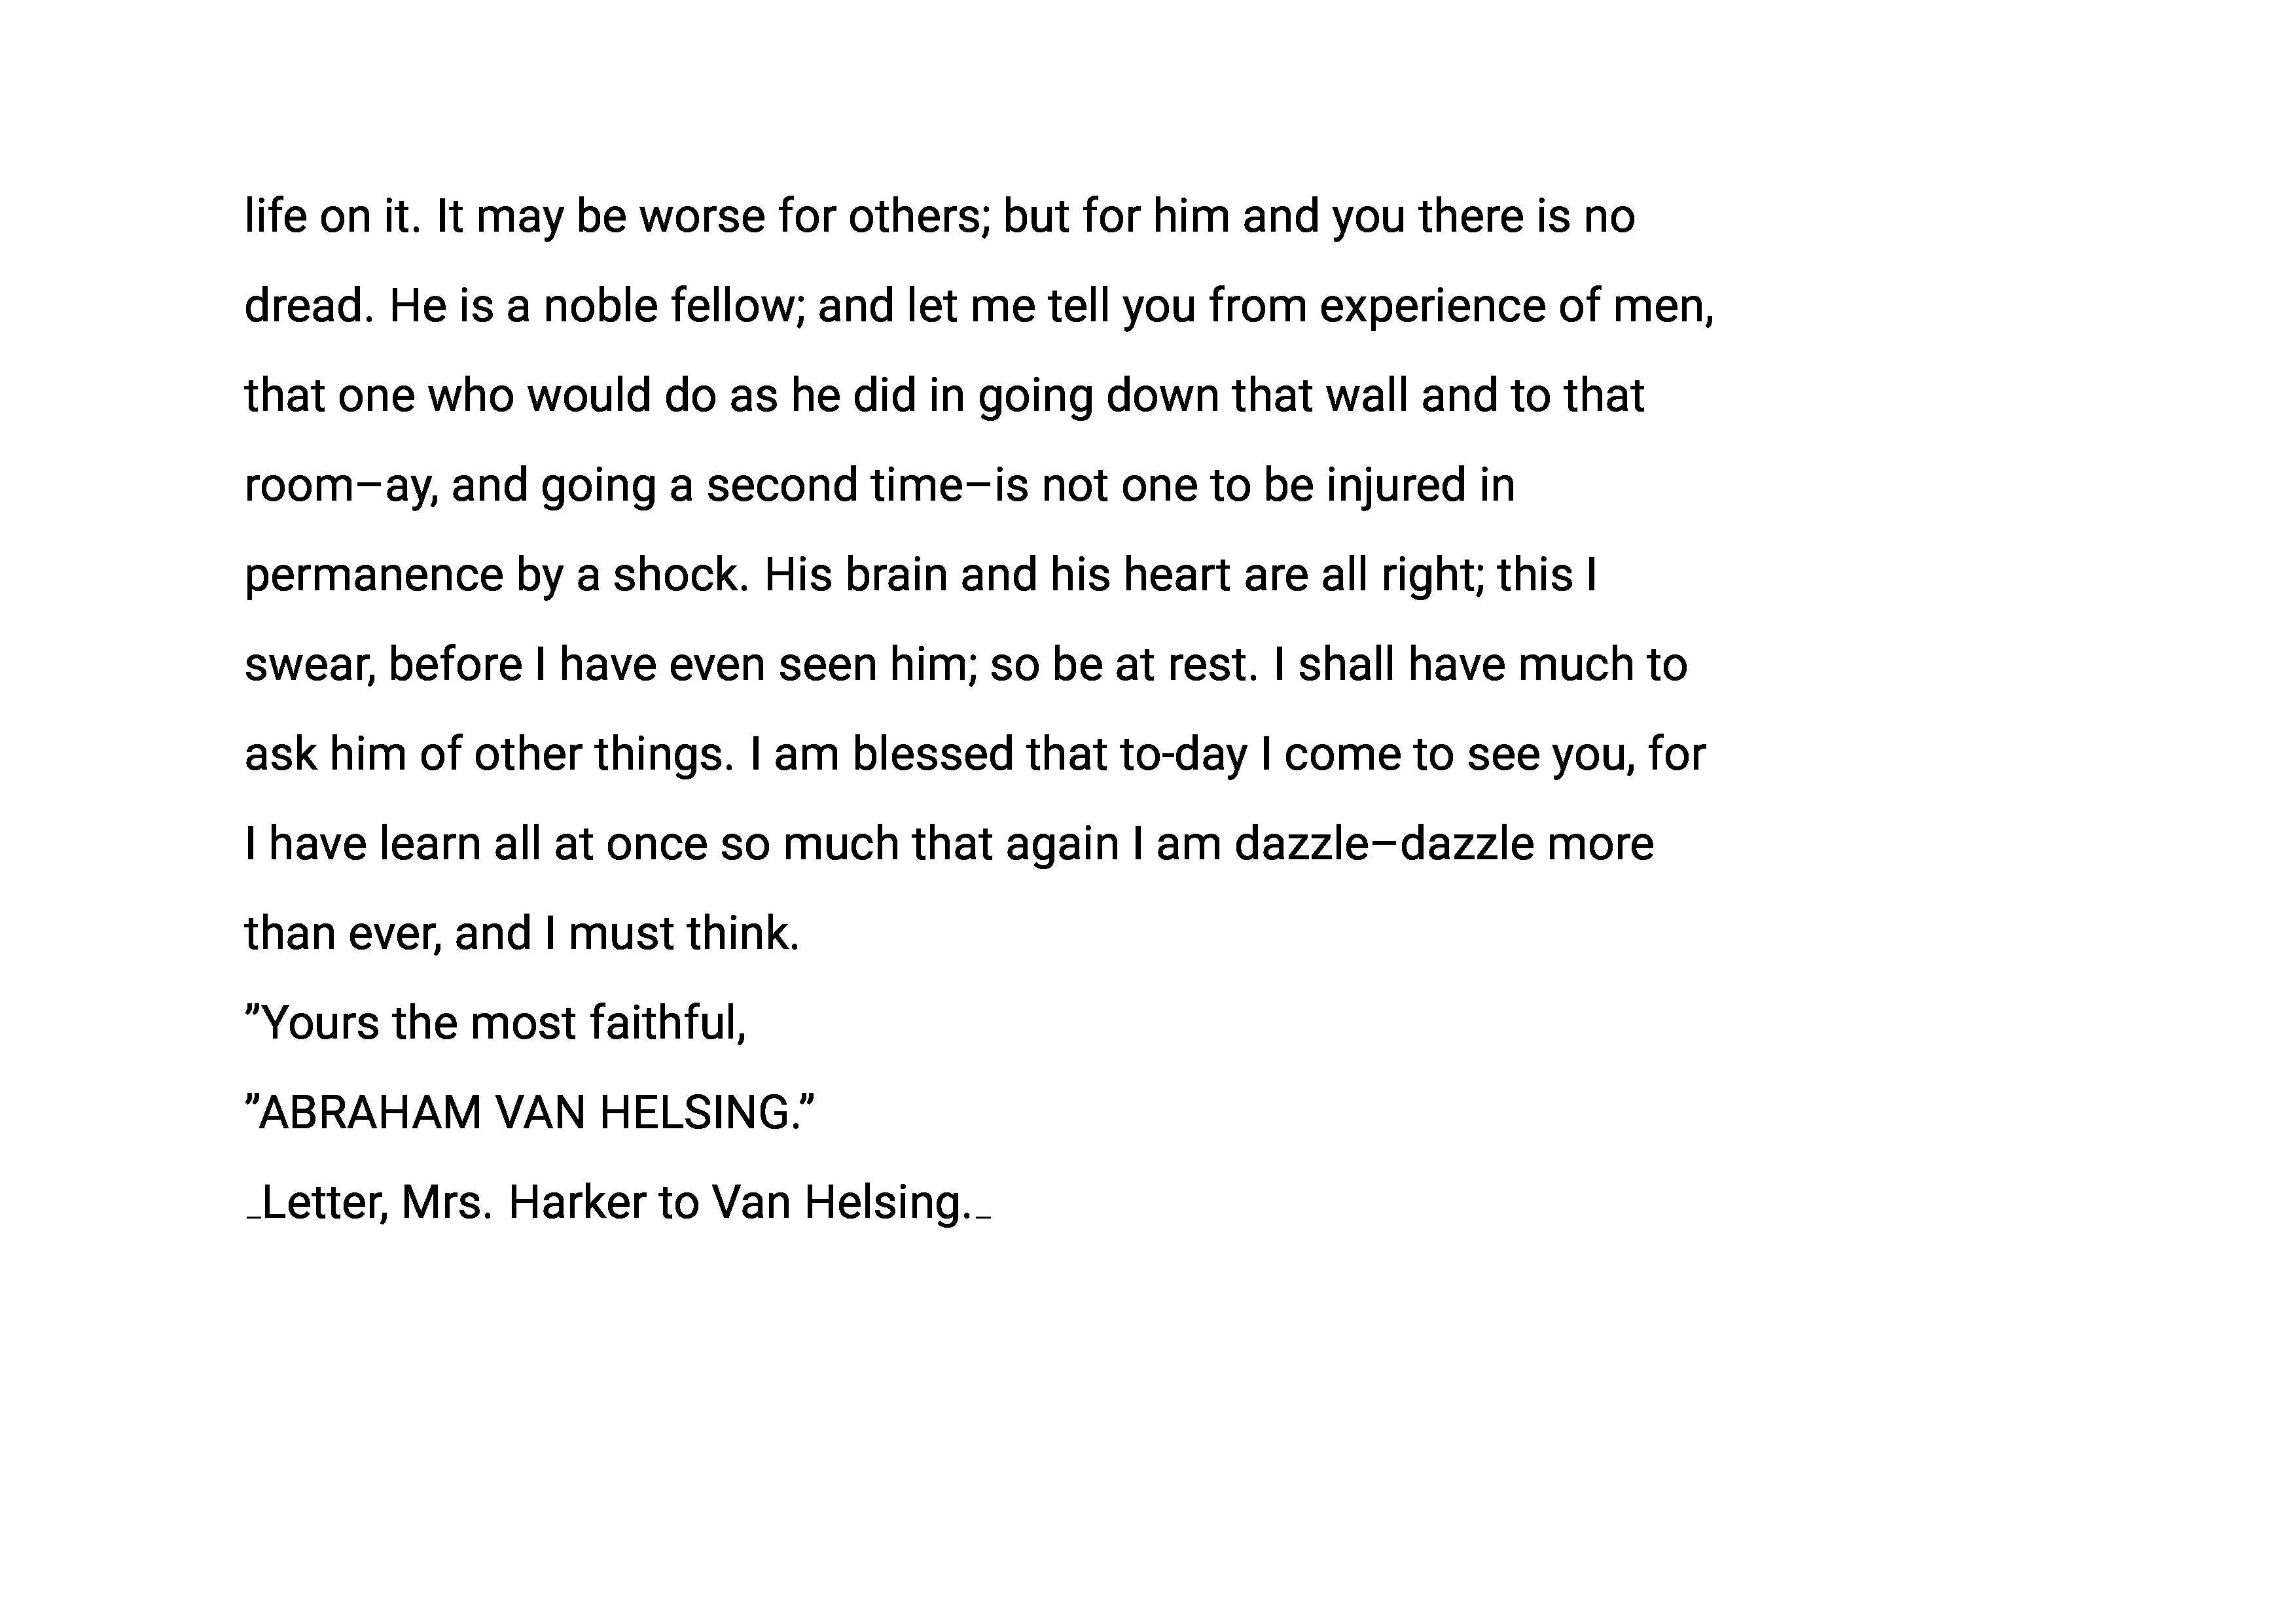 life on it. It may be worse for others; but for him and you there is no
dread. He is a noble fellow; and let me tell you from experience of men,
that one who would do as he did in going down that wall and to that
room–ay, and going a second time–is not one to be injured in
permanence by a shock. His brain and his heart are all right; this I
swear, before I have even seen him; so be at rest. I shall have much to
ask him of other things. I am blessed that to-day I come to see you, for
I have learn all at once so much that again I am dazzle–dazzle more
than ever, and I must think.
”Yours the most faithful,
”ABRAHAM VAN HELSING.”
_Letter, Mrs. Harker to Van Helsing._